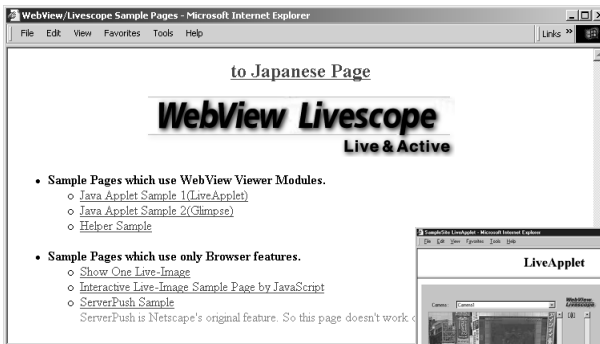 WebView/Livescope Sample Pages - Microsoft Internet Explorer
File Edit View Favorites Tools Help
Links »
to Japanese Page
WebView Livescope
Live & Active
• Sample Pages which use WebView Viewer Modules.
o Java Applet Sample 1(LiveApplet)
o Java Applet Sample 2(Glimpse)
o Helper Sample
• Sample Pages which use only Browser features.
o Show One Live-Image
o Interactive Live-Image Sample Page by JavaScript
o ServerPush Sample
ServerPush is Netscape's original feature. So this page doesn't work
SampleSite LiveApplet - Microsoft Internet Explorer
File Edit View Favorites Tools Help
LiveApplet
Camera: Camera1
WebView
Livescope